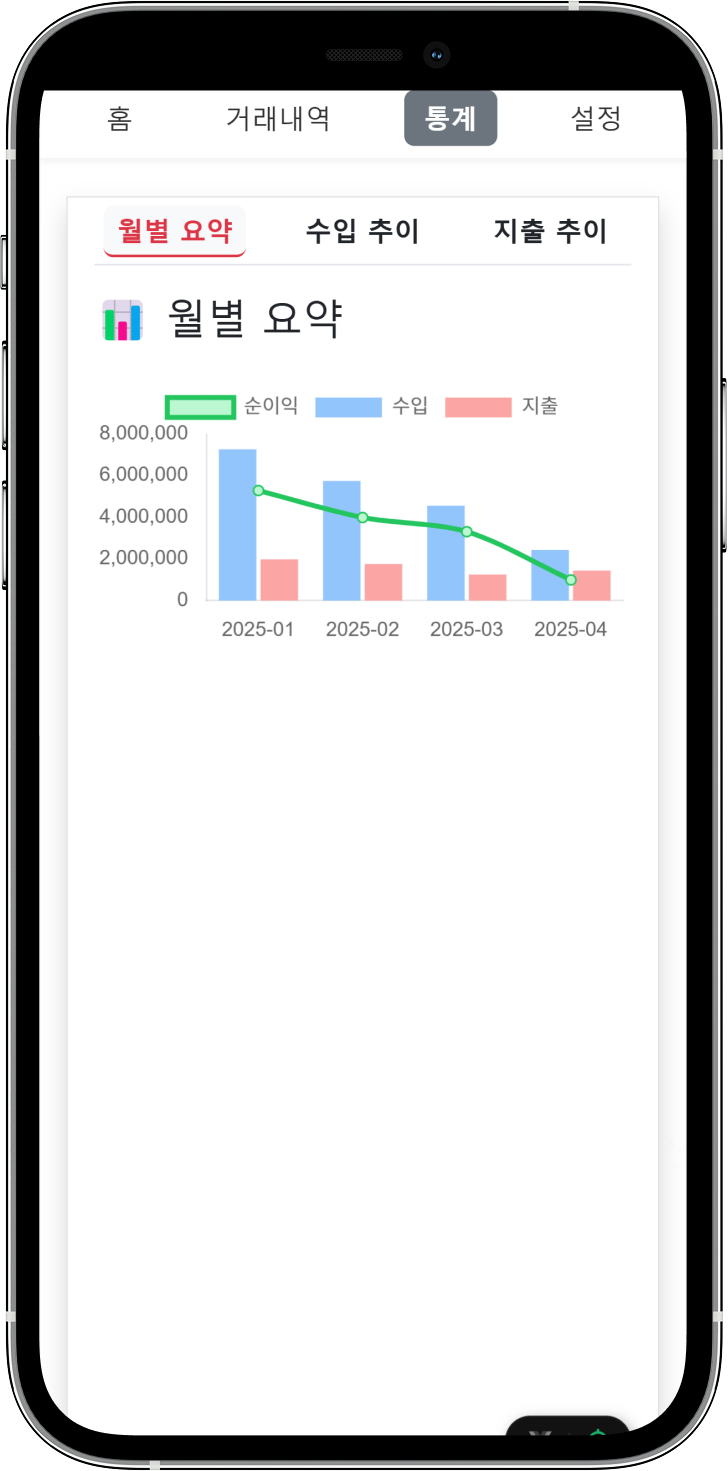 홈 거래내역 통계 설정
월별 요약 수입 추이 지출 추이
월별 요약
순이익 수입 지출
8,000,000
6,000,000
4,000,000
2,000,000
0
2025-01 2025-02 2025-03 2025-04